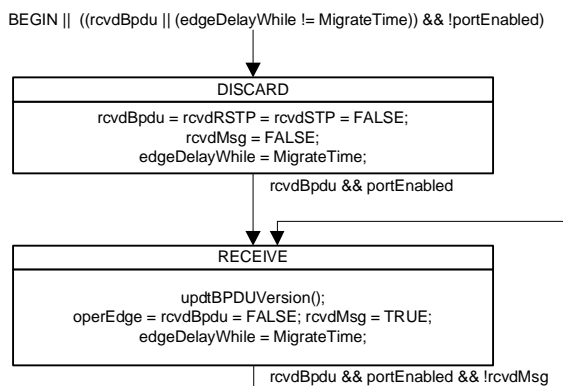 BEGIN || ((rcvdBpdu || (edgeDelayWhile != MigrateTime)) && !portEnabled)
DISCARD
rcvdBpdu = rcvdRSTP = rcvdSTP = FALSE;
rcvdMsg = FALSE;
edgeDelayWhile = MigrateTime;
rcvdBpdu && portEnabled
RECEIVE
updtBPDUVersion();
operEdge = rcvdBpdu = FALSE; rcvdMsg = TRUE;
edgeDelayWhile = MigrateTime;
rcvdBpdu && portEnabled && !rcvdMsg